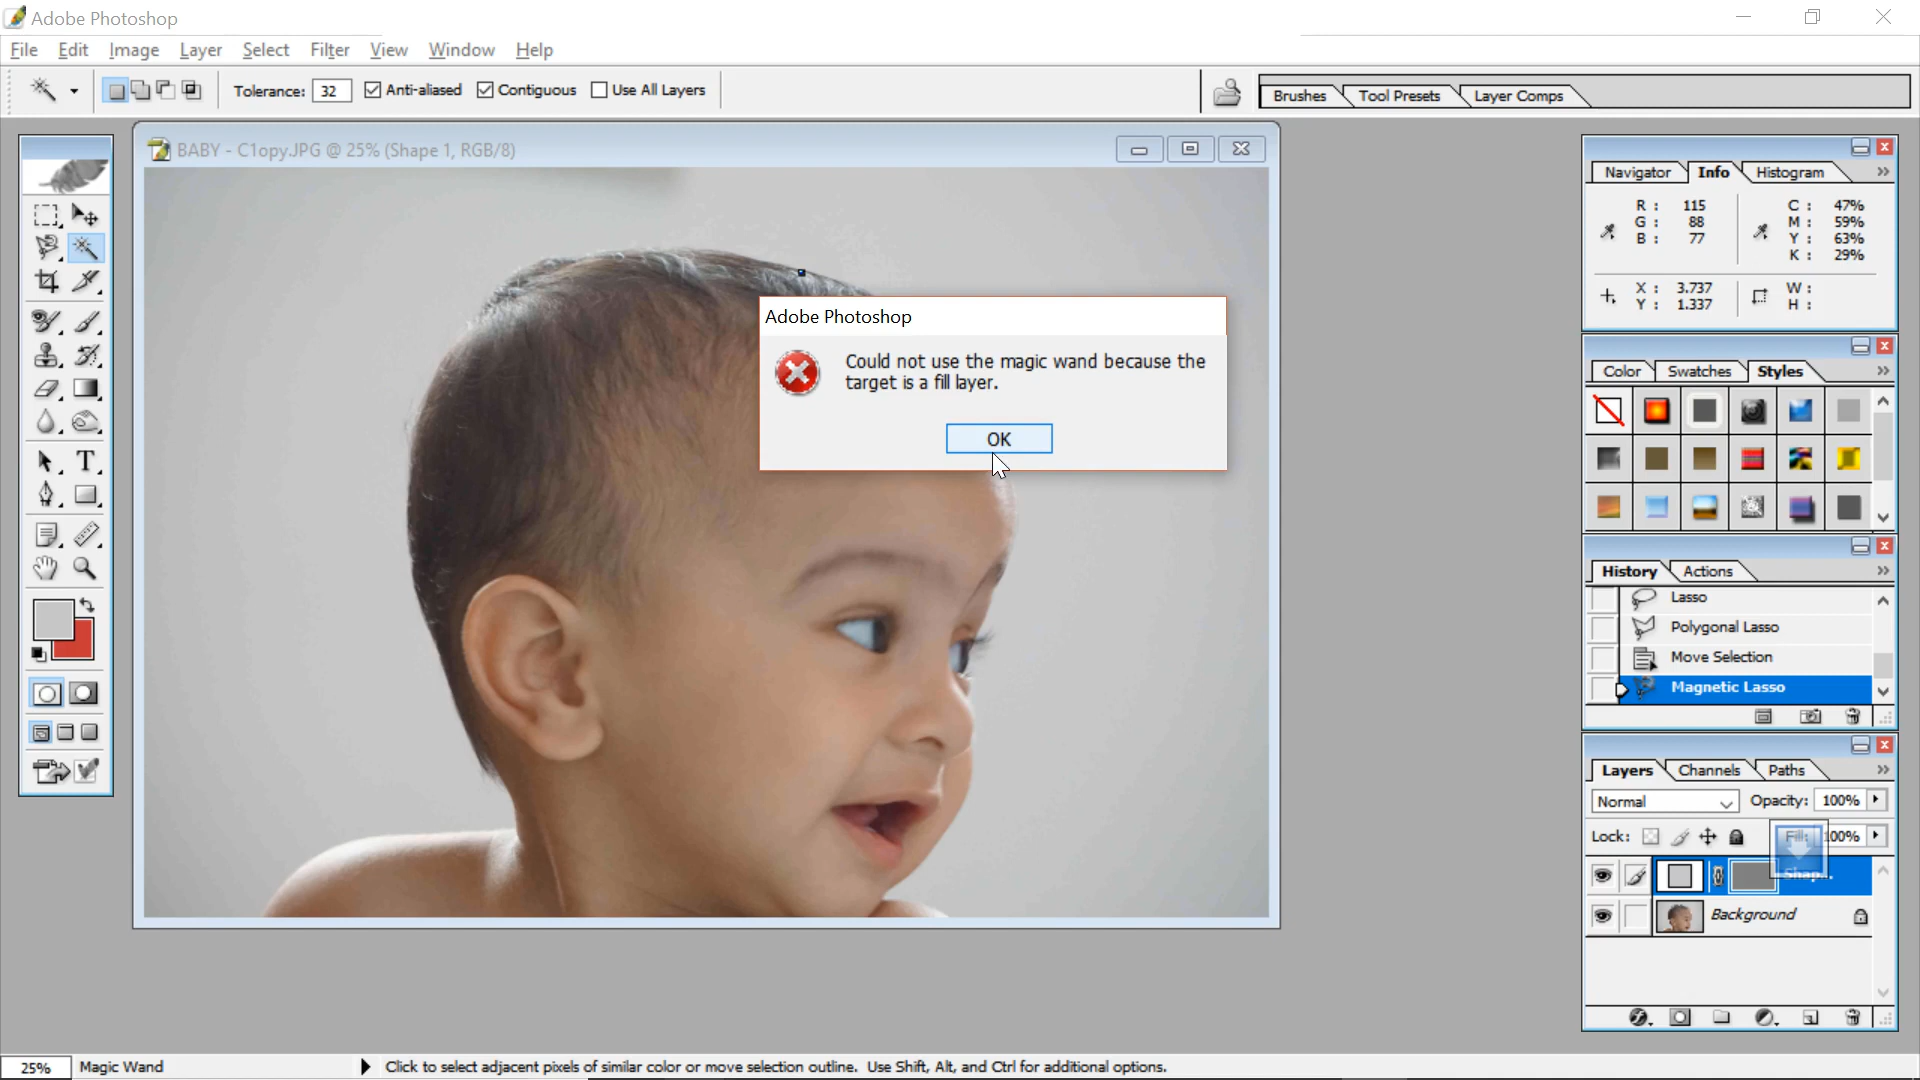 Adobe Photoshop
File Edit Image Layer Select Filter View Window Help
Tolerance: 32 Anti-aliased Contiguous Use All Layers
Brushes Tool Presets Layer Comps
BABY - C1opy.JPG @ 25% (Shape 1, RGB/8)
Adobe Photoshop
Could not use the magic wand because the
target is a fill layer.
OK
Navigator Info Histogram
R : 115 C : 47%
G : 88 M : 59%
B : 77 Y : 63%
K : 29%
X : 3.737 W :
Y : 1.337 H :
Color Swatches Styles
History Actions
Lasso
Polygonal Lasso
Move Selection
Magnetic Lasso
Layers Channels Paths
Normal Opacity: 100%
Lock: Fill: 100%
Shap...
Background
25% Magic Wand Click to select adjacent pixels of similar color or move selection outline. Use Shift, Alt, and Ctrl for additional options.